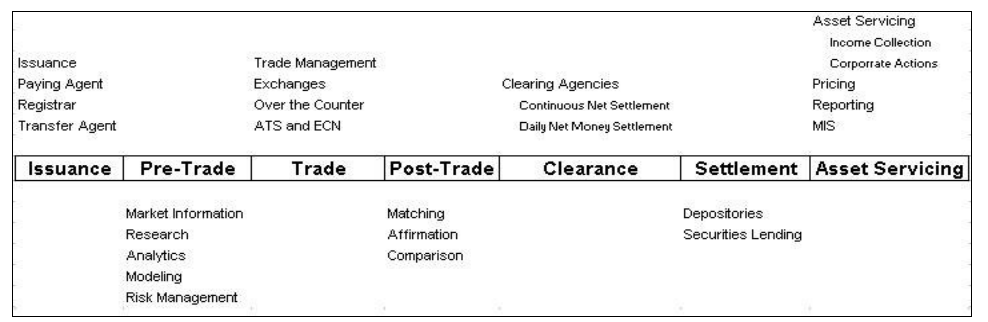 Asset Servicing
Income Collection
Issuance Trade Management Corporrate Actions
Paying Agent Exchanges Clearing Agencies Pricing
Registrar Over the Counter Continuous Net Settlement Reporting
Transfer Agent ATS and ECN Daily Net Money Settlement MIS
Issuance Pre-Trade Trade Post-Trade Clearance Settlement Asset Servicing
Market Information Matching Depositories
Research Affirmation Securities Lending
Analytics Comparison
Modeling
Risk Management